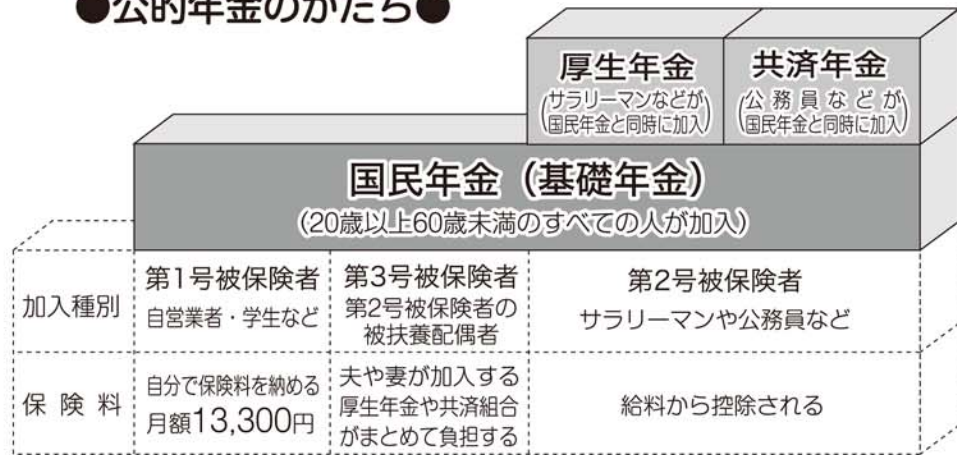 ●公的年金のかたち●
厚生年金
(サラリーマンなどが
国民年金と同時に加入)
共済年金
(公務員などが
国民年金と同時に加入)
国民年金（基礎年金）
(20歳以上60歳未満のすべての人が加入)
加入種別
第1号被保険者
自営業者・学生など
第3号被保険者
第2号被保険者の
被扶養配偶者
第2号被保険者
サラリーマンや公務員など
保険料
自分で保険料を納める
月額13,300円
夫や妻が加入する
厚生年金や共済組合
がまとめて負担する
給料から控除される